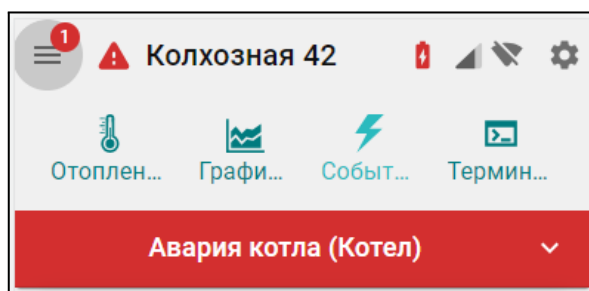 1
Колхозная 42
Отоплен... Графи... Событ... Термин...
Авария котла (Котел)